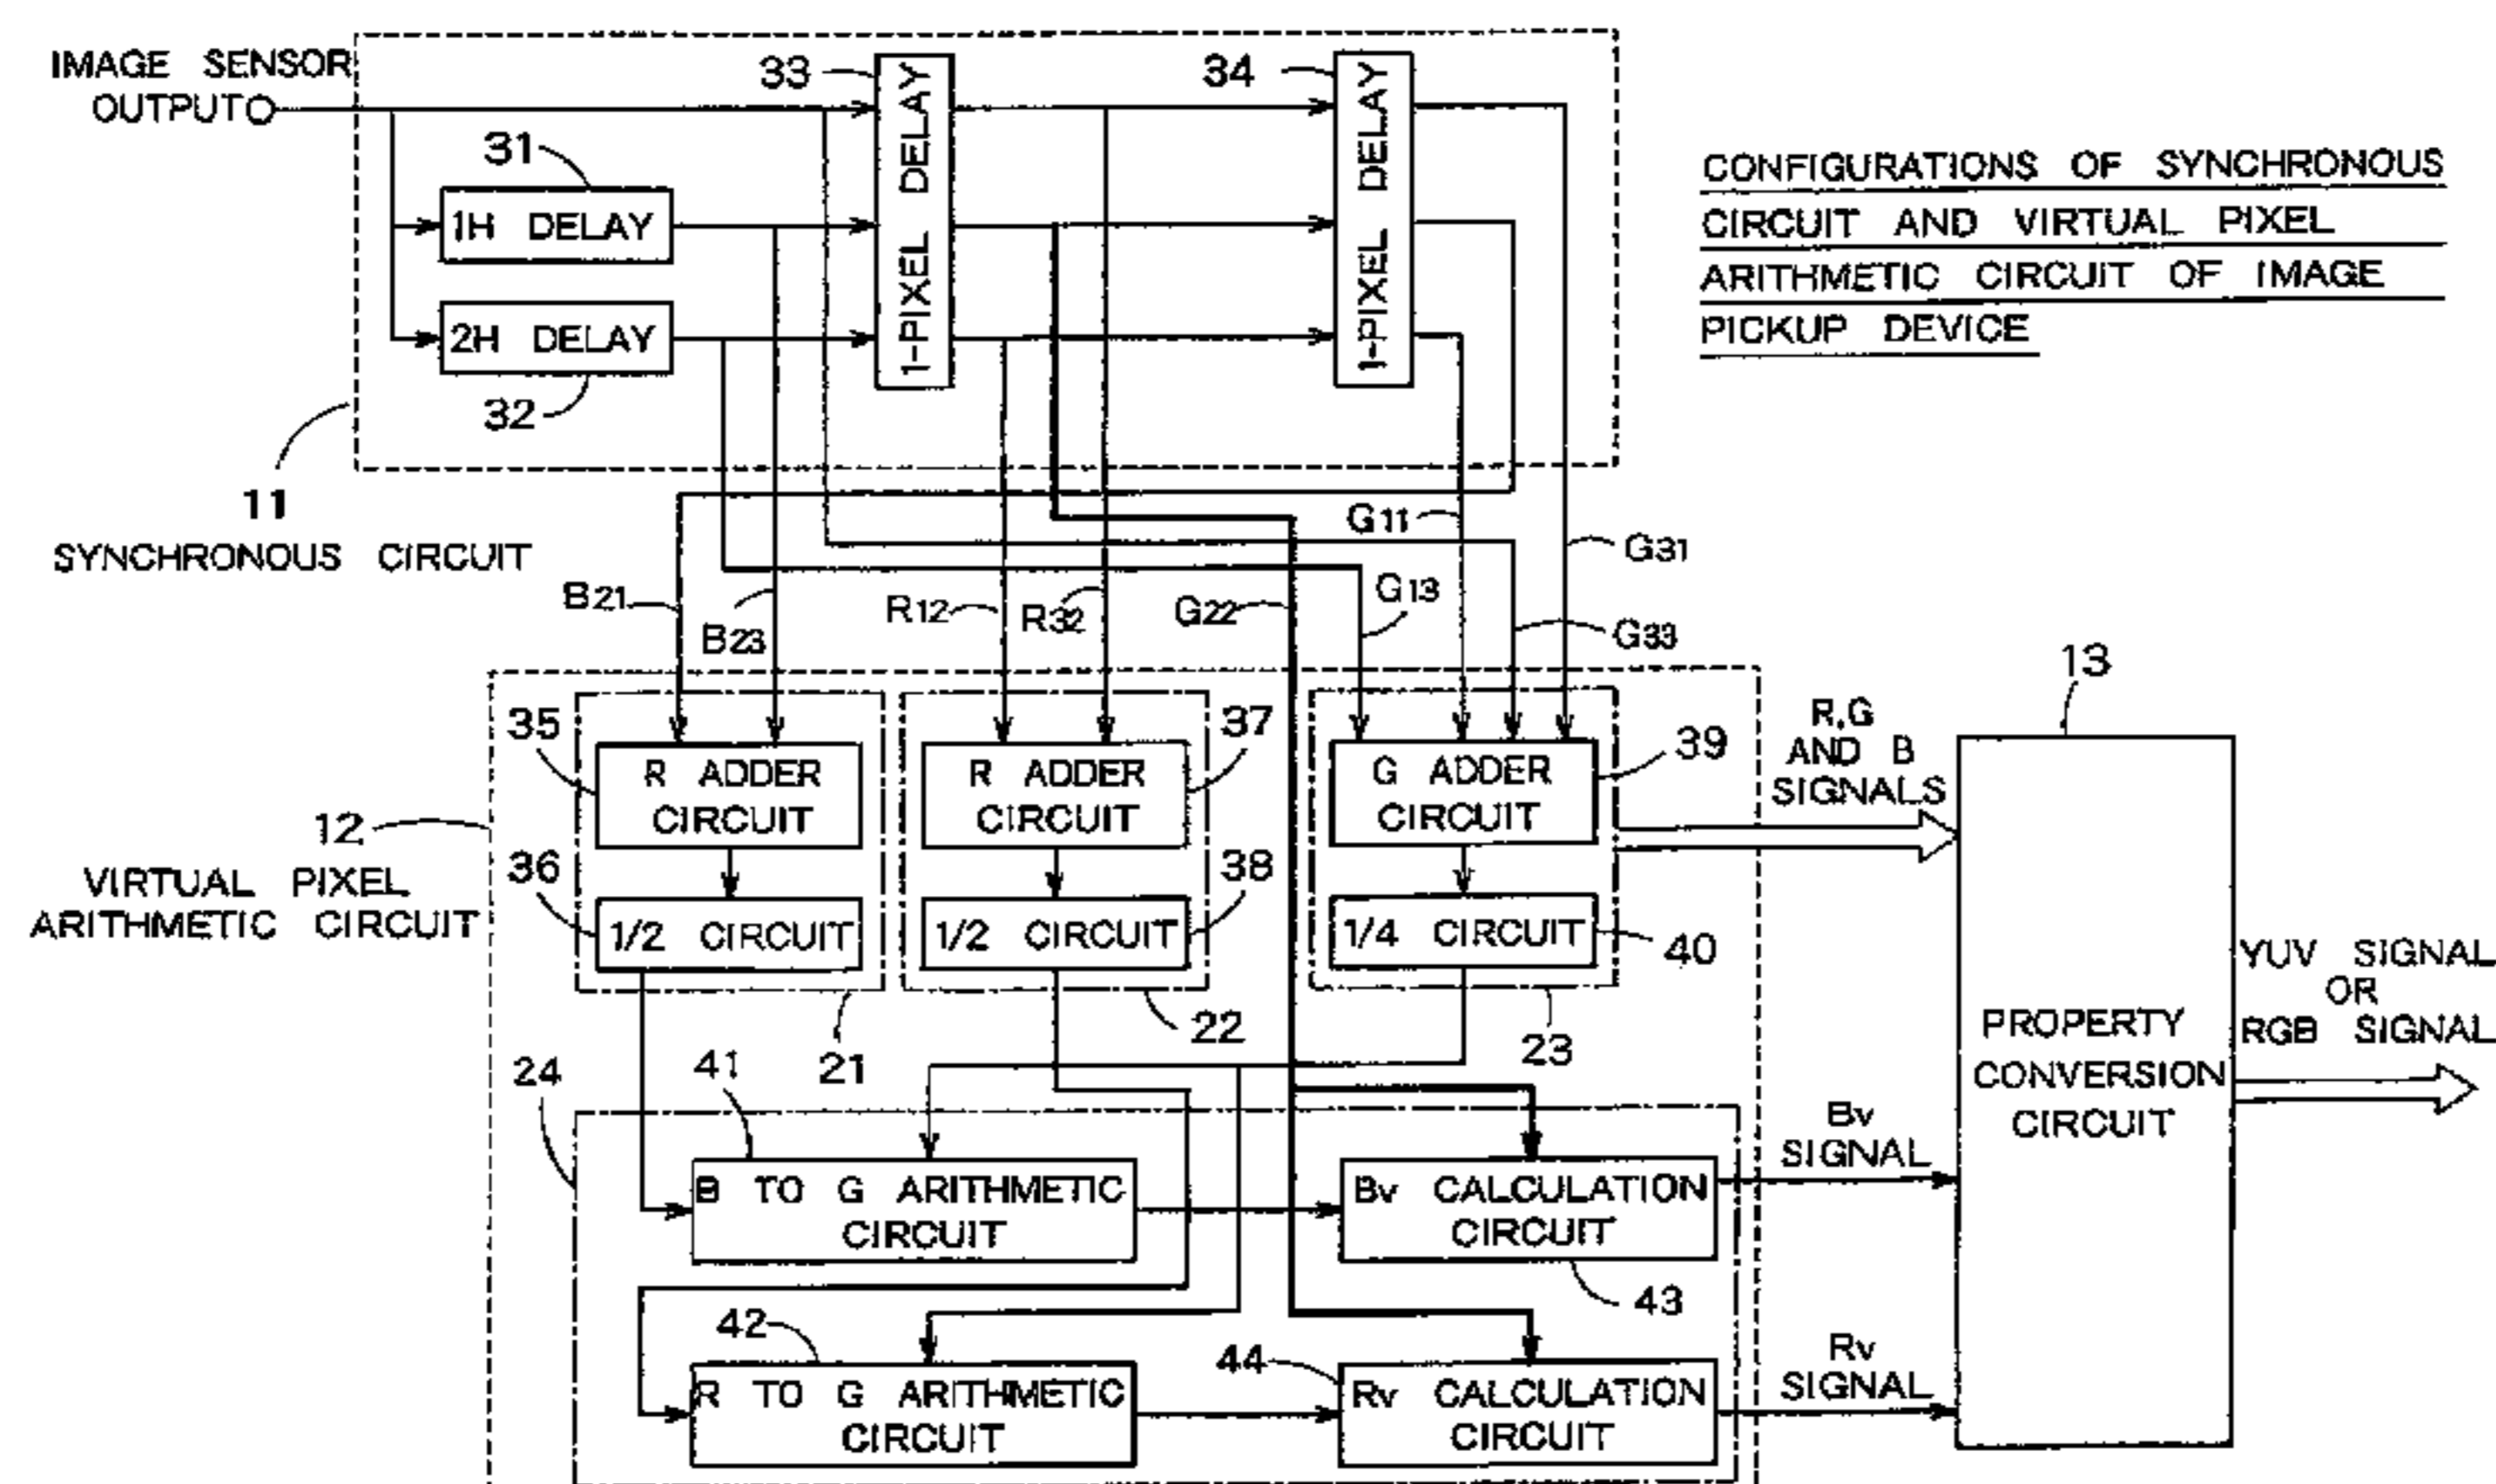 IMAGE SENSOR
OUTPUT
33
34
31
1H DELAY
2H DELAY
32
1-PIXEL DELAY
1-PIXEL DELAY
CONFIGURATIONS OF SYNCHRONOUS
CIRCUIT AND VIRTUAL PIXEL
ARITHMETIC CIRCUIT OF IMAGE
PICKUP DEVICE
11
SYNCHRONOUS CIRCUIT
B21
B23
R12
R32
G22
G11
G13
G31
G33
12
VIRTUAL PIXEL
ARITHMETIC CIRCUIT
35
R ADDER
CIRCUIT
36
1/2 CIRCUIT
21
37
R ADDER
CIRCUIT
38
1/2 CIRCUIT
22
39
G ADDER
CIRCUIT
40
1/4 CIRCUIT
23
R,G
AND B
SIGNALS
13
PROPERTY
CONVERSION
CIRCUIT
YUV SIGNAL
OR
RGB SIGNAL
24
41
B TO G ARITHMETIC
CIRCUIT
Bv CALCULATION
CIRCUIT
43
Bv
SIGNAL
42
R TO G ARITHMETIC
CIRCUIT
44
Rv CALCULATION
CIRCUIT
Rv
SIGNAL